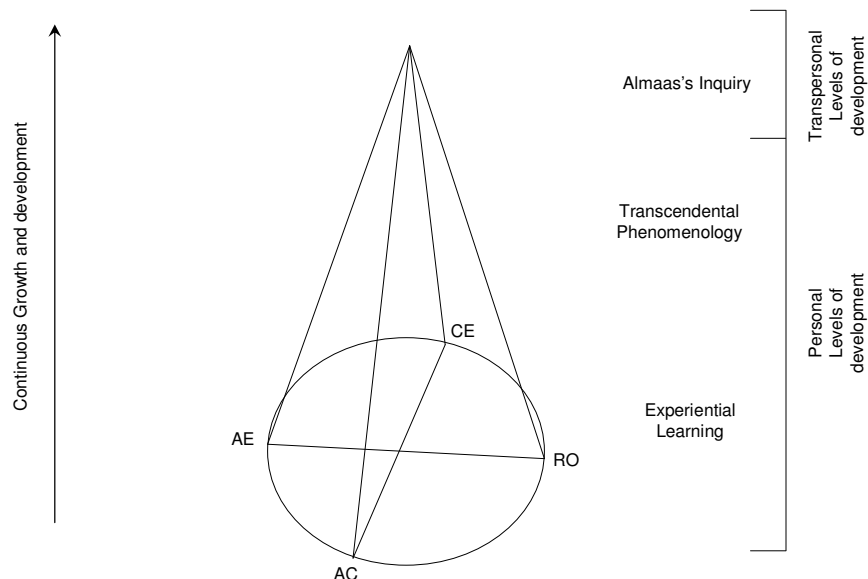 Continuous Growth and development
Almaas's Inquiry
Transpersonal
Levels of
development
Transcendental
Phenomenology
CE
Personal
Levels of
development
Experiential
Learning
AE
RO
AC